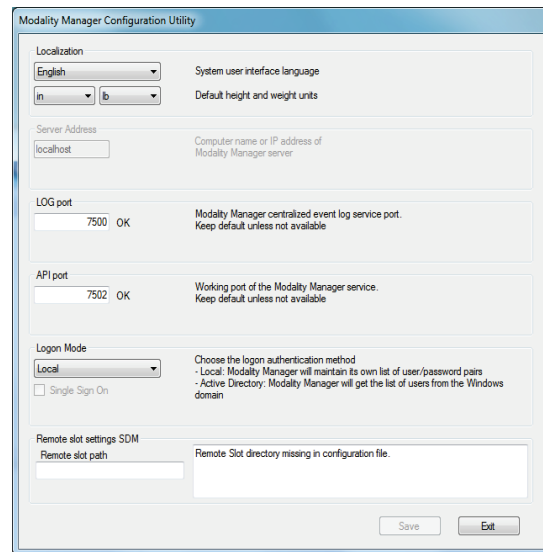 Modality Manager Configuration Utility
Localization
English
System user interface language
in
lb
Default height and weight units
Server Address
localhost
Computer name or IP address of
Modality Manager server
LOG port
7500 OK
Modality Manager centralized event log service port.
Keep default unless not available
API port
7502 OK
Working port of the Modality Manager service.
Keep default unless not available
Logon Mode
Local
Single Sign On
Choose the logon authentication method
- Local: Modality Manager will maintain its own list of user/password pairs
- Active Directory: Modality Manager will get the list of users from the Windows
domain
Remote slot settings SDM
Remote slot path
Remote Slot directory missing in configuration file.
Save
Exit